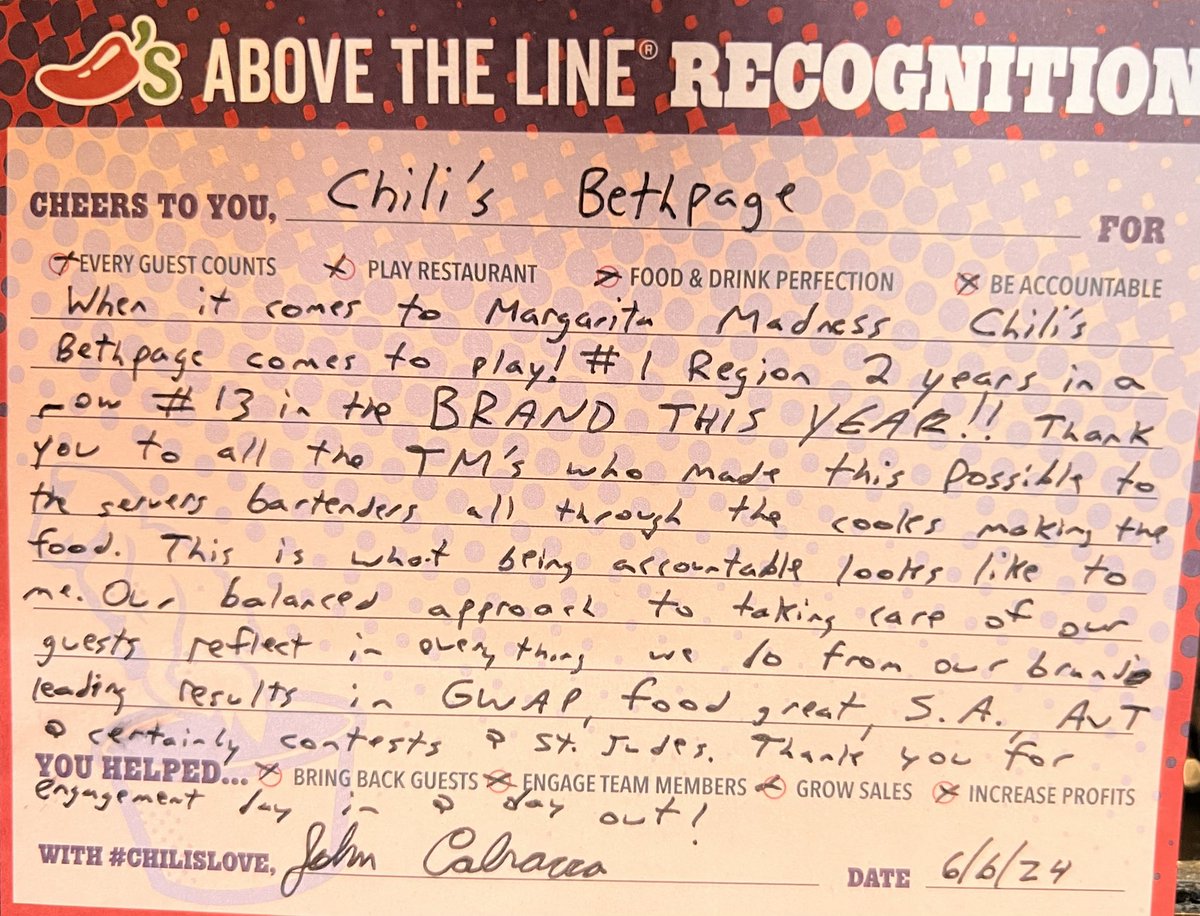 'S ABOVE THE LINE® RECOGNITION
CHEERS TO YOU, Chili's Bethpage FOR
EVERY GUEST COUNTS PLAY RESTAURANT FOOD & DRINK PERFECTION BE ACCOUNTABLE
When it comes to Margarita Madness Chili's
Bethpage comes to play! #1 Region 2 years in a
row #13 in the BRAND THIS YEAR!! Thank
you to all the TM's who made this possible to
the servers bartenders all through the cooks making the
food. This is what being accountable looks like to
me. Our balanced approach to taking care of our
guests reflect in everything we do from our brand
leading results in GWAP, food great, S.A., AUT
& certainly contests & St. Judes. Thank you for
YOU HELPED... BRING BACK GUESTS ENGAGE TEAM MEMBERS GROW SALES INCREASE PROFITS
engagement day in & day out!
WITH #CHILISLOVE, John DATE 6/6/24